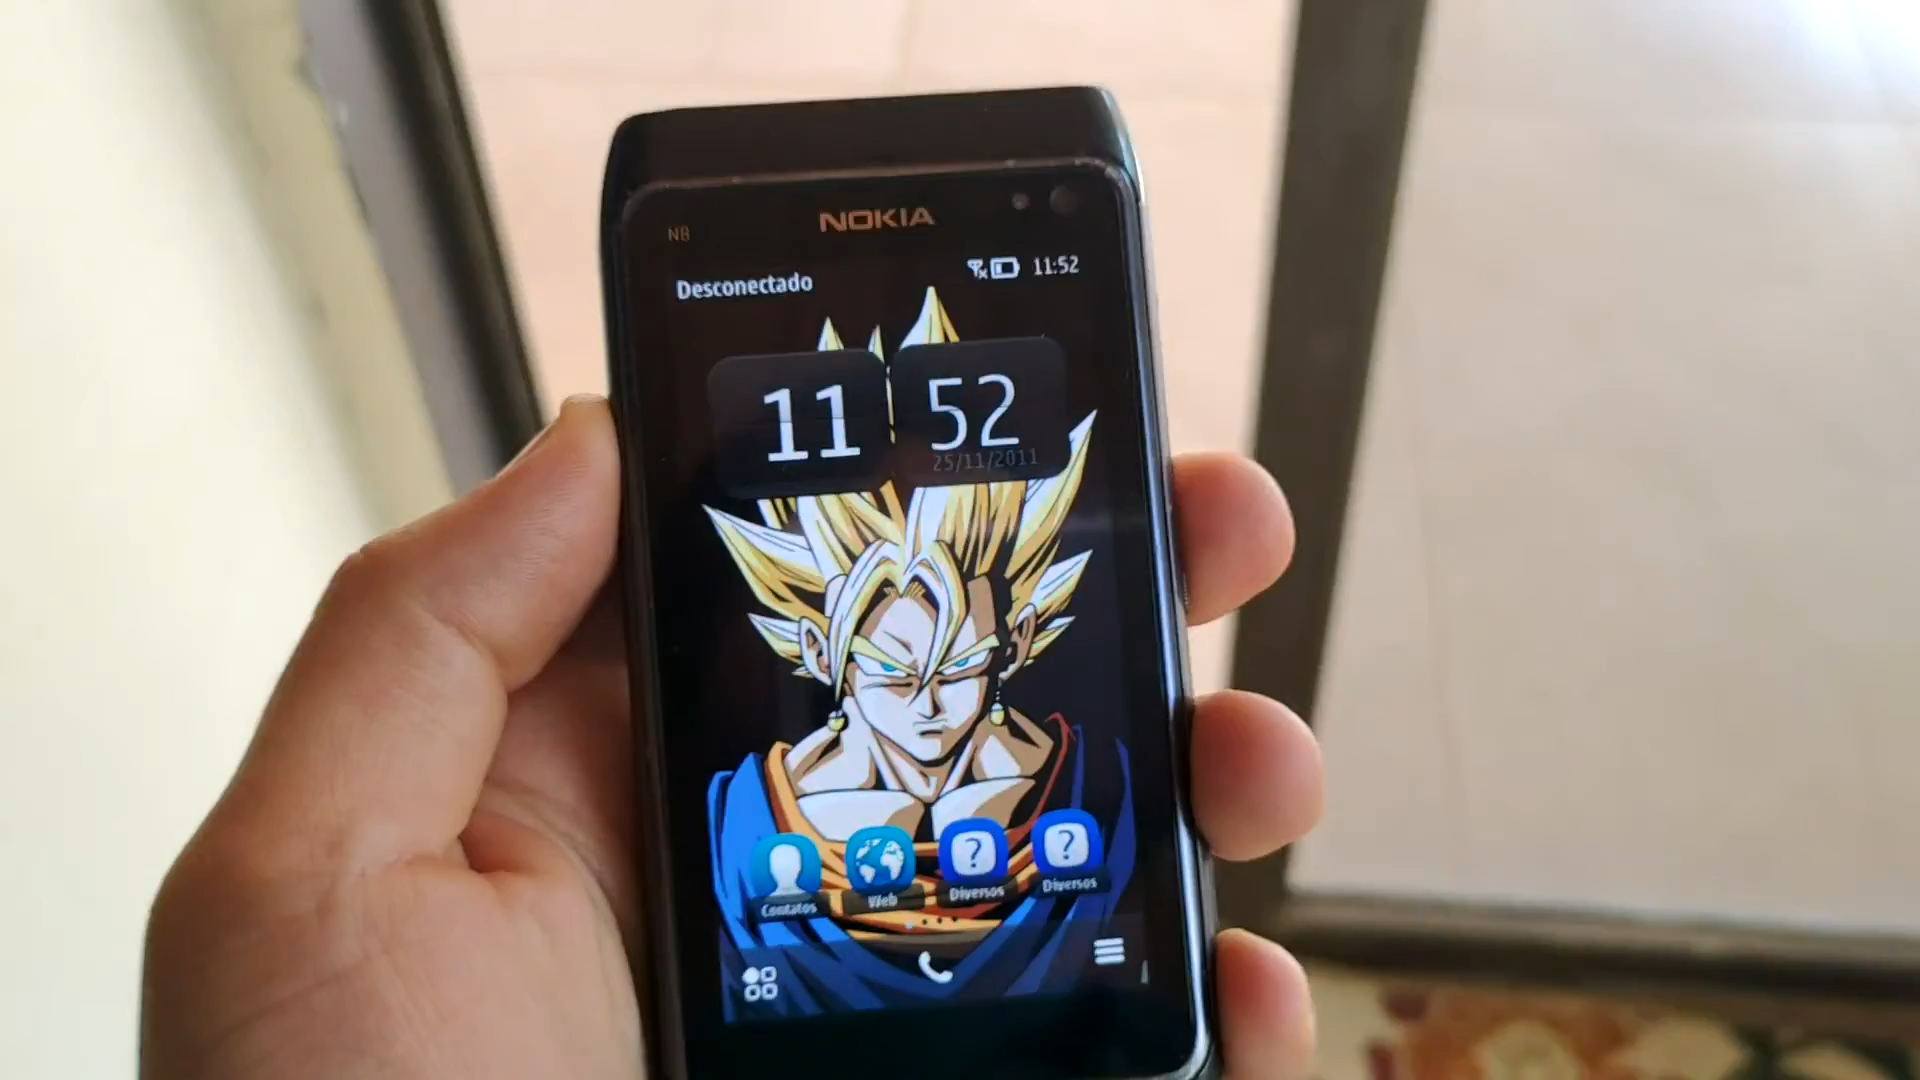 N8
NOKIA
Desconectado
11:52
11
52
25/11/2011
Contatos
Web
Diversos
Diversos